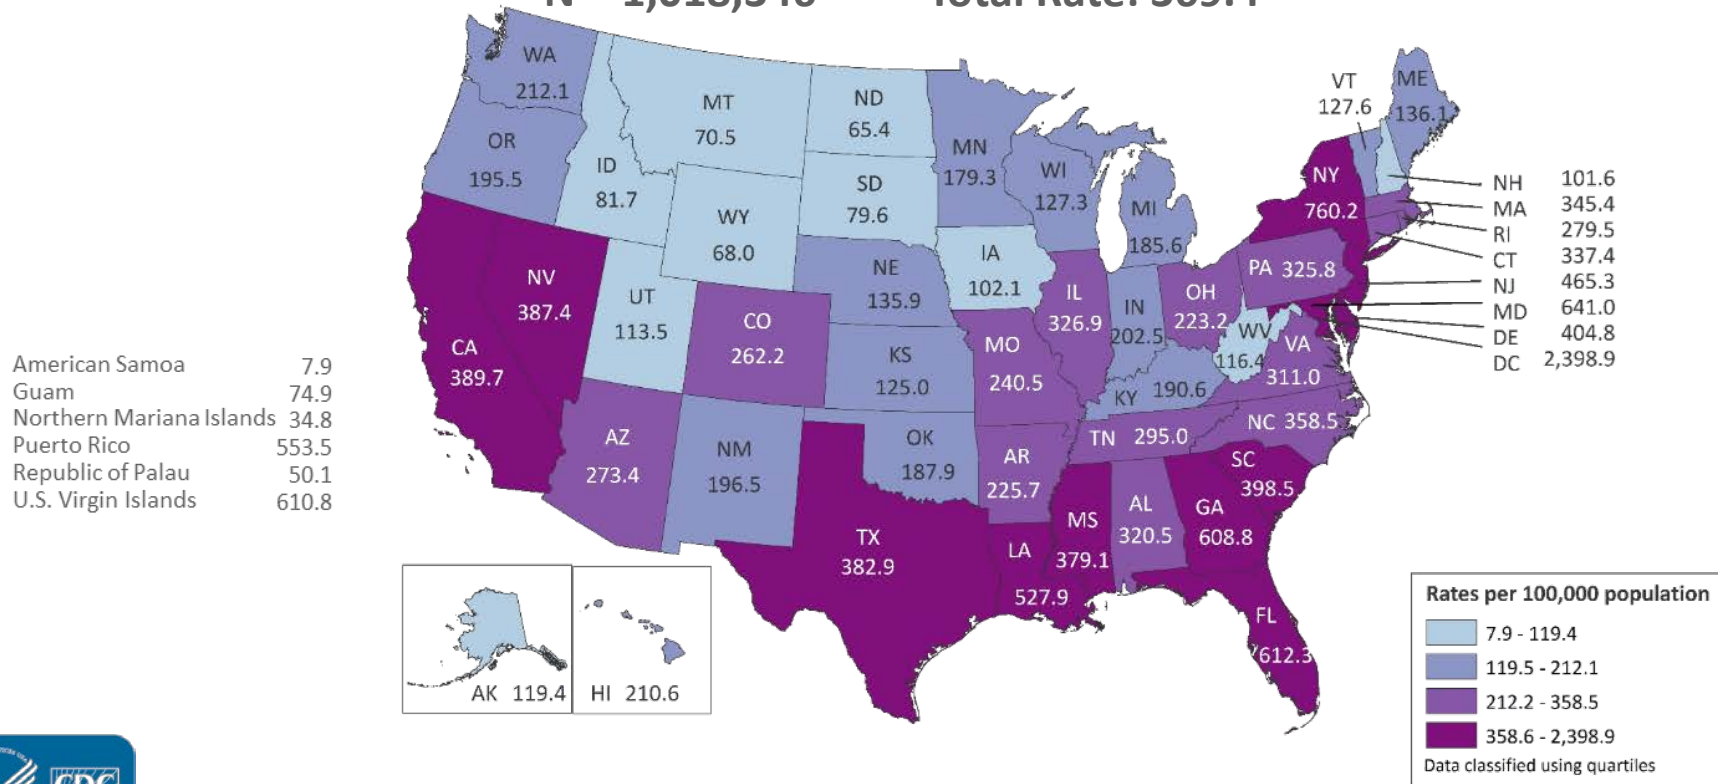 WA
212.1
OR
195.5
ID
81.7
MT
70.5
ND
65.4
SD
79.6
WY
68.0
MN
179.3
WI
127.3
MI
185.6
VT
127.6
ME
136.1
NY
760.2
NH 101.6
MA 345.4
RI 279.5
CT 337.4
NJ 465.3
MD 641.0
DE 404.8
DC 2,398.9
NV
387.4
UT
113.5
CO
262.2
NE
135.9
IA
102.1
IL
326.9
IN
202.5
OH
223.2
PA 325.8
WV
116.4
VA
311.0
CA
389.7
KS
125.0
MO
240.5
KY 190.6
AZ
273.4
NM
196.5
OK
187.9
AR
225.7
TN 295.0
NC 358.5
SC
398.5
TX
382.9
LA
527.9
MS
379.1
AL
320.5
GA
608.8
FL
612.3
AK 119.4
HI 210.6
American Samoa 7.9
Guam 74.9
Northern Mariana Islands 34.8
Puerto Rico 553.5
Republic of Palau 50.1
U.S. Virgin Islands 610.8
Rates per 100,000 population
7.9 - 119.4
119.5 - 212.1
212.2 - 358.5
358.6 - 2,398.9
Data classified using quartiles
CDC